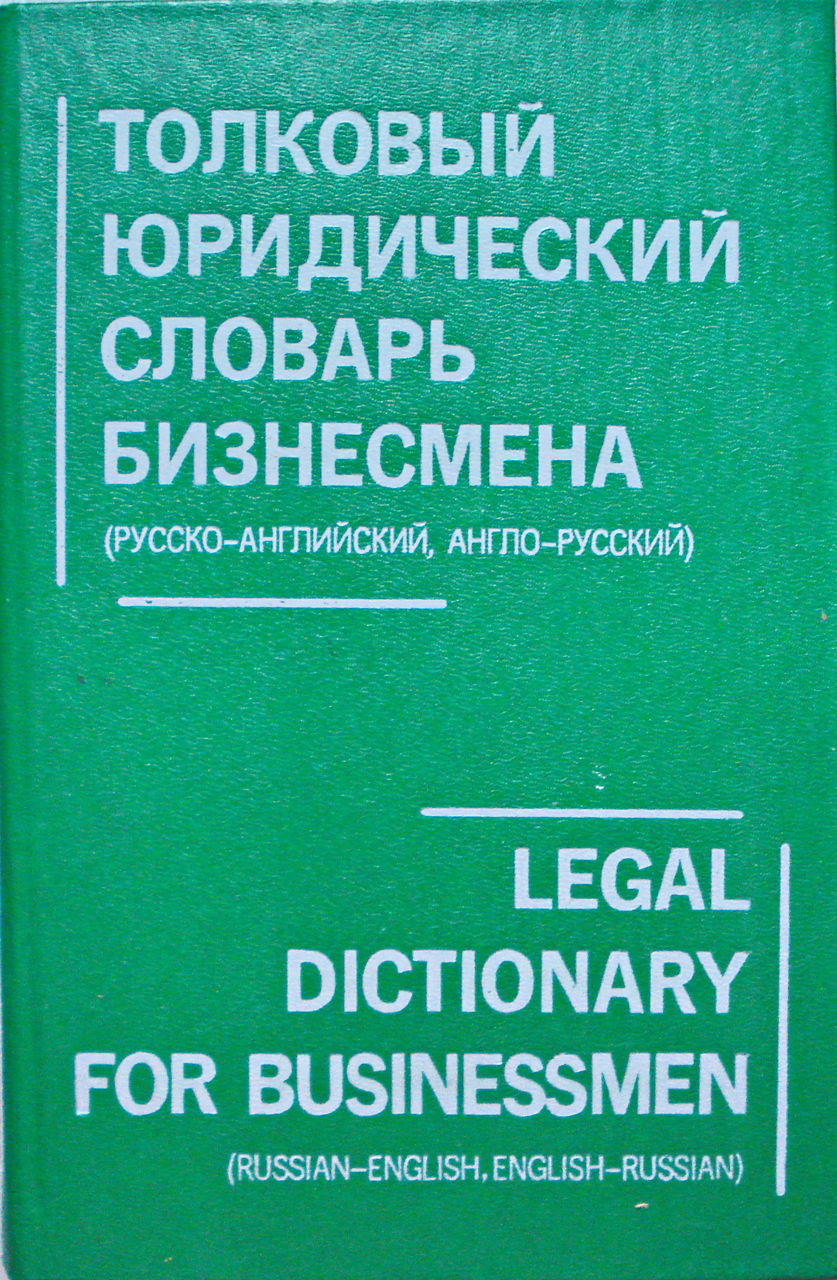 ТОЛКОВЫЙ
ЮРИДИЧЕСКИЙ
СЛОВАРЬ
БИЗНЕСМЕНА
(РУССКО-АНГЛИЙСКИЙ, АНГЛО-РУССКИЙ)
LEGAL
DICTIONARY
FOR BUSINESSMEN
(RUSSIAN-ENGLISH, ENGLISH-RUSSIAN)